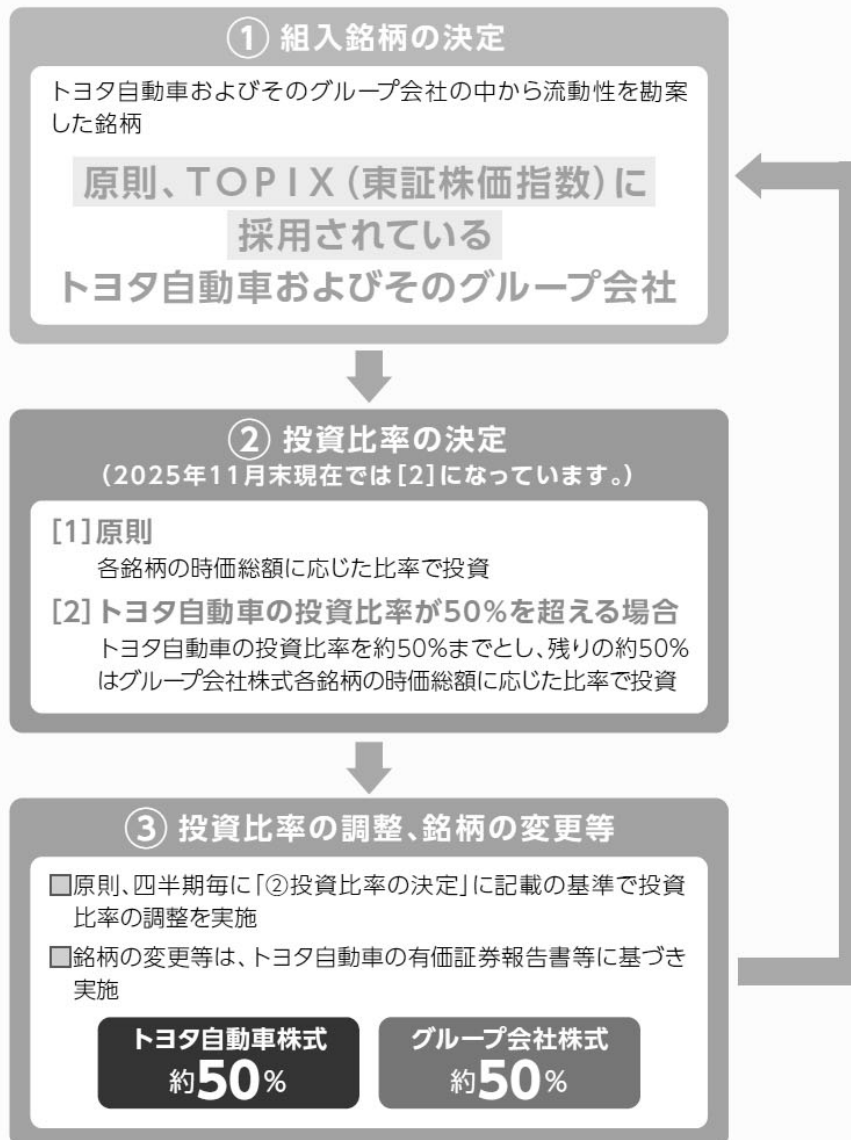 ① 組入銘柄の決定
トヨタ自動車およびそのグループ会社の中から流動性を勘案
した銘柄
原則、TOPIX(東証株価指数)に
採用されている
トヨタ自動車およびそのグループ会社
② 投資比率の決定
(2025年11月末現在では[2]になっています。)
[1]原則
各銘柄の時価総額に応じた比率で投資
[2]トヨタ自動車の投資比率が50%を超える場合
トヨタ自動車の投資比率を約50%までとし、残りの約50%
はグループ会社株式各銘柄の時価総額に応じた比率で投資
③ 投資比率の調整、銘柄の変更等
■原則、四半期毎に「②投資比率の決定」に記載の基準で投資
比率の調整を実施
■銘柄の変更等は、トヨタ自動車の有価証券報告書等に基づき
実施
トヨタ自動車株式
約50%
グループ会社株式
約50%